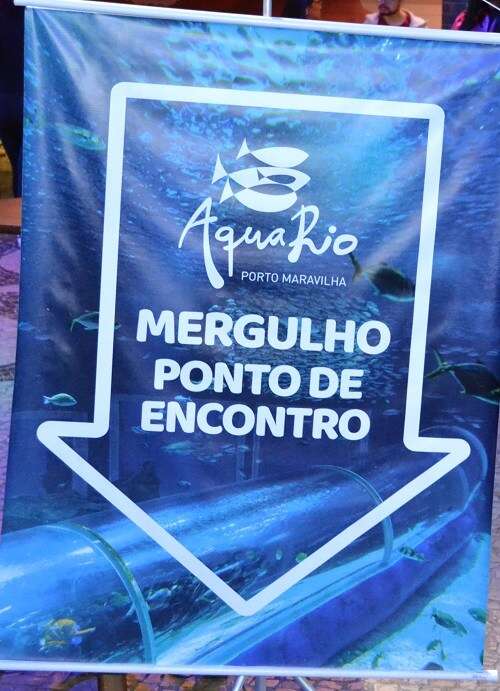 AquaRio
PORTO MARAVILHA
MERGULHO
PONTO DE
ENCONTRO